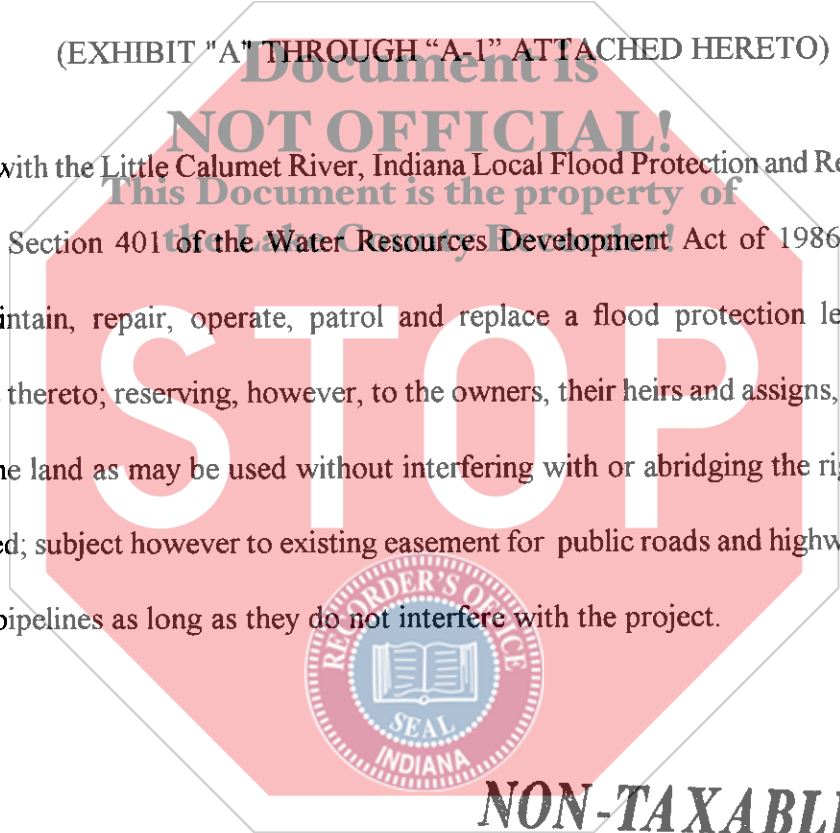 (EXHIBIT "A" THROUGH “A-1” ATTACHED HERETO)
Document is
NOT OFFICIAL!
with the Little Calumet River, Indiana Local Flood Protection and Re
This Document is the property of
Section 401 of the Water Resources Development Act of 1986
the Lake County Recorder!
intain, repair, operate, patrol and replace a flood protection le
thereto; reserving, however, to the owners, their heirs and assigns,
STOP
he land as may be used without interfering with or abridging the ri
ed; subject however to existing easement for public roads and highw
RECORDER'S OFFICE
pipelines as long as they do not interfere with the project.
SEAL
INDIANA
NON-TAXABL